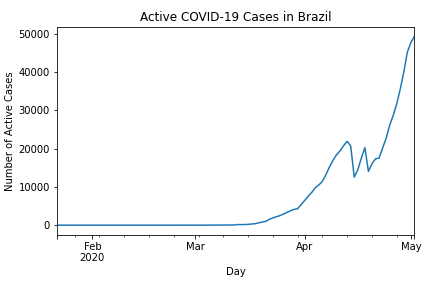 Active COVID-19 Cases in Brazil
Number of Active Cases
50000
40000
30000
20000
10000
0
Feb
2020
Mar
Apr
May
Day